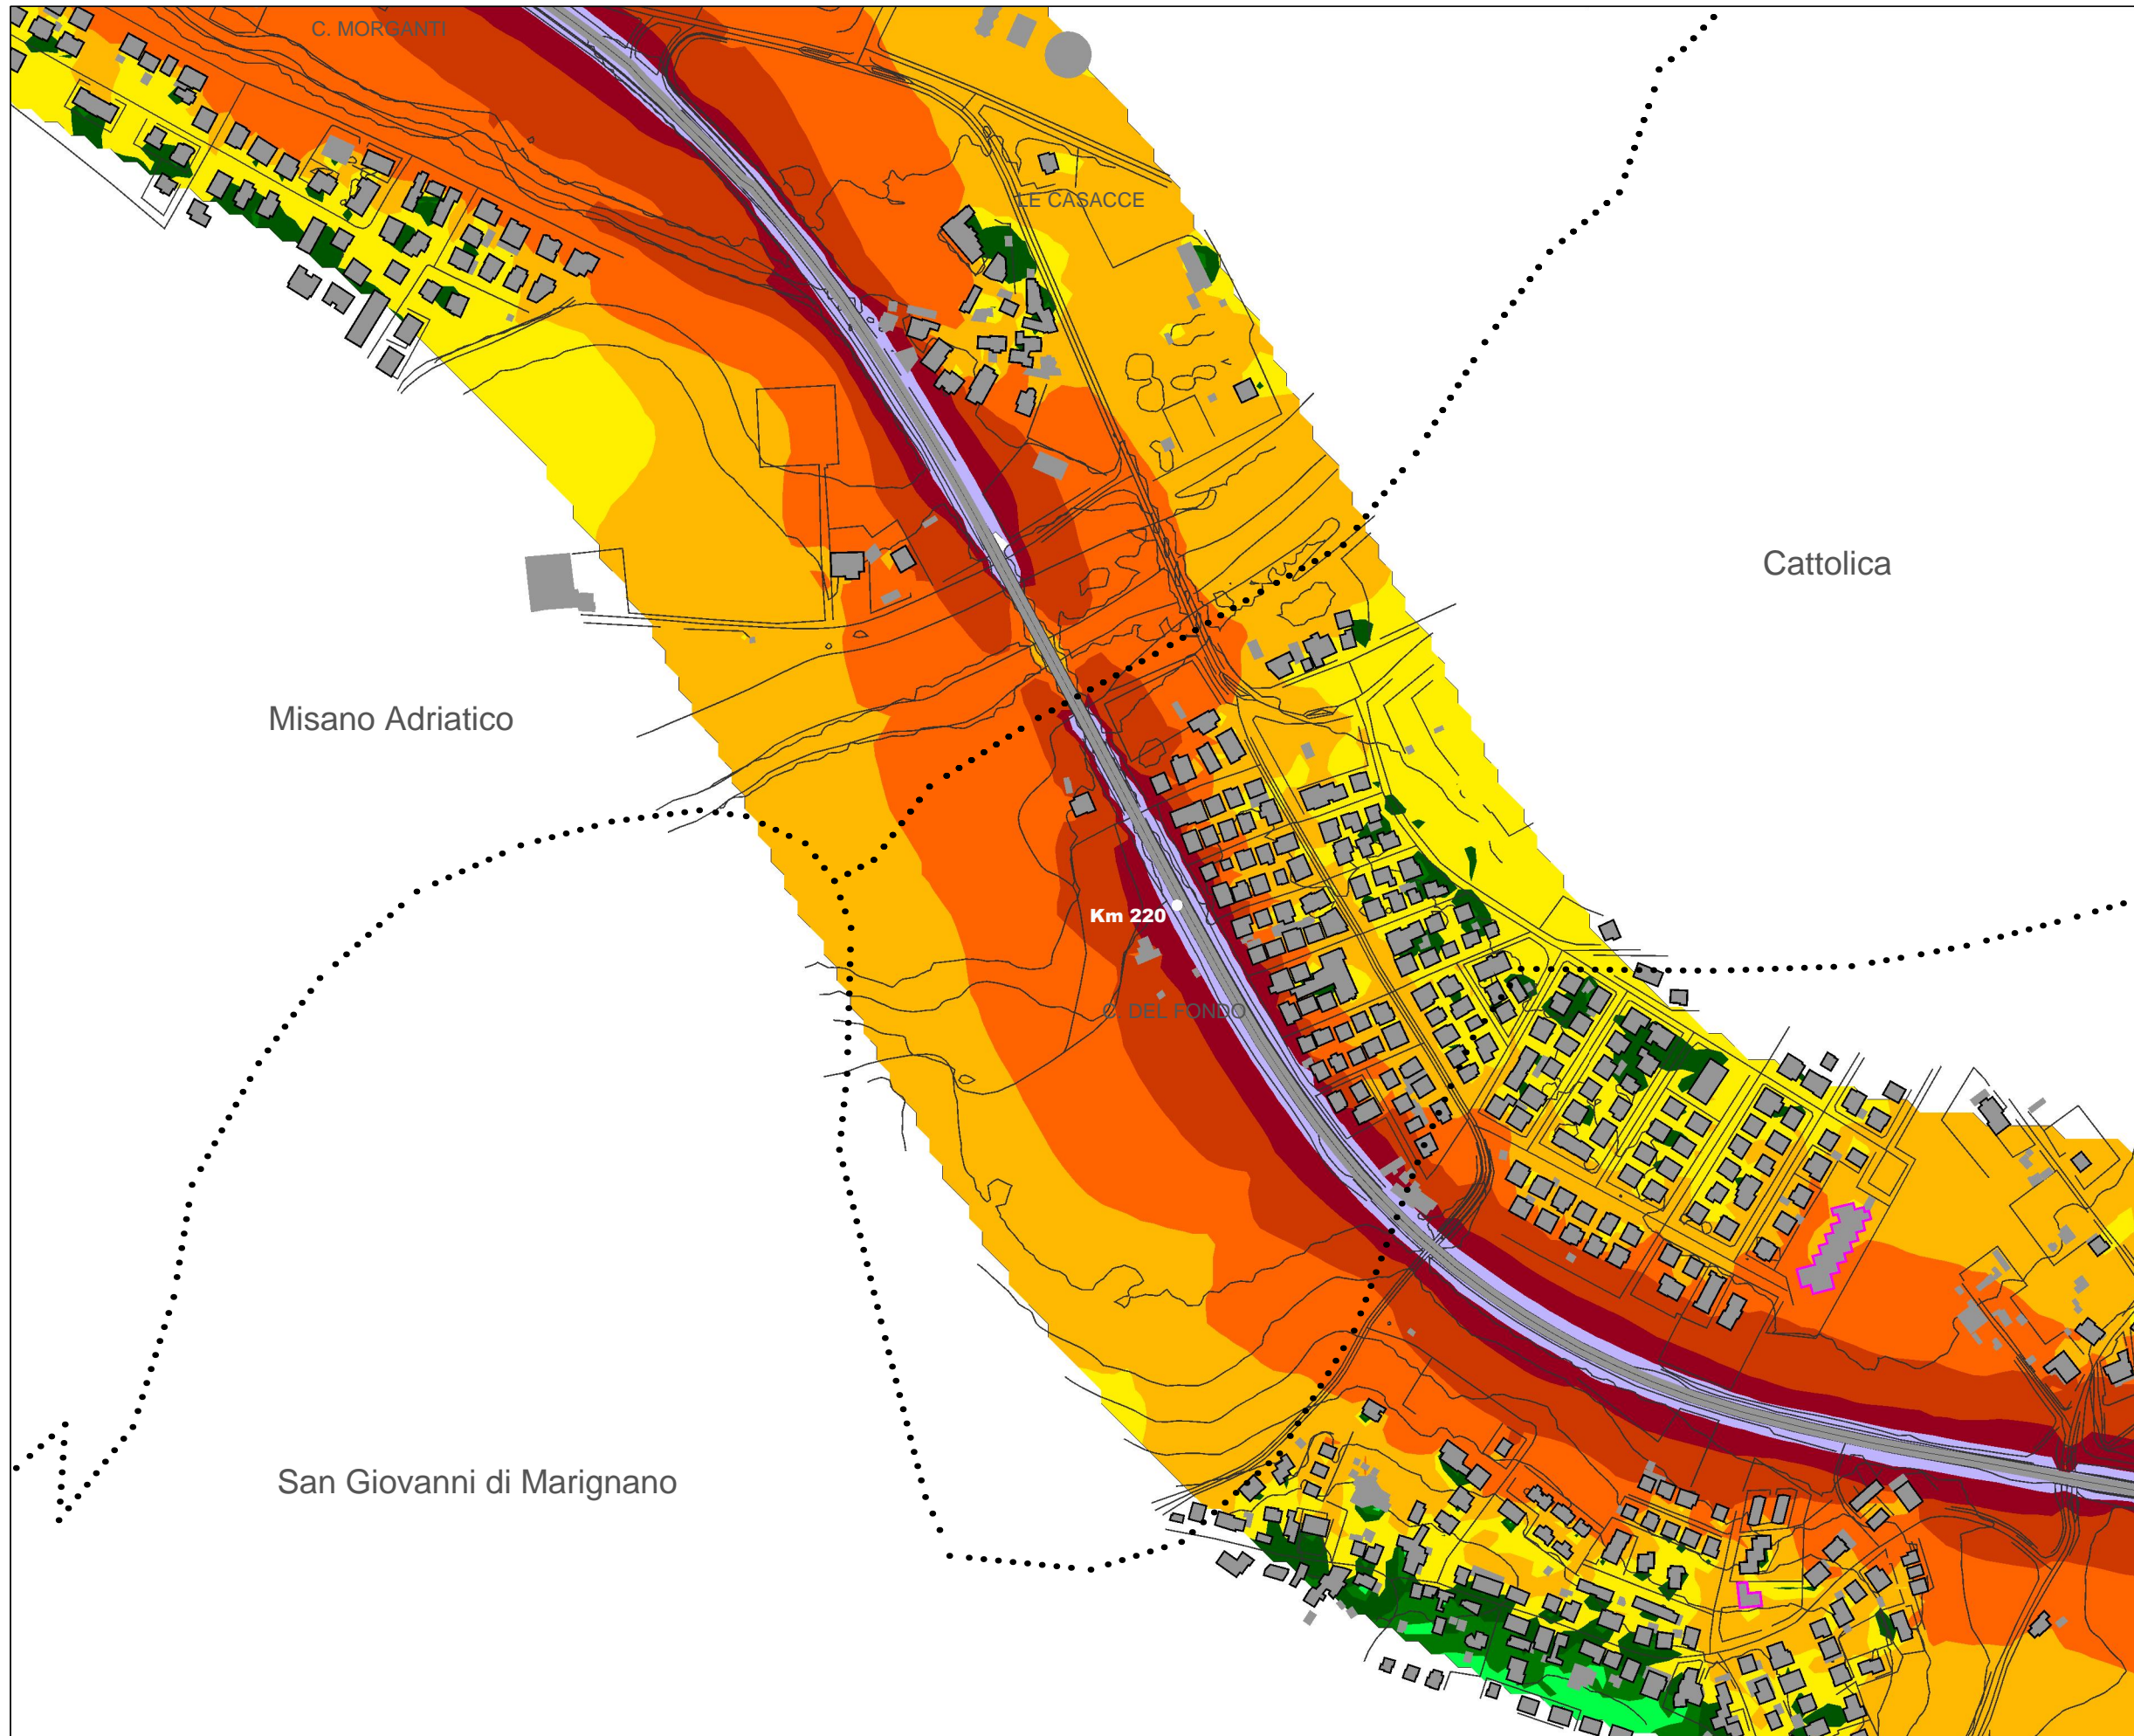 C. MORGANTI
LE CASACCE
Cattolica
Misano Adriatico
Km 220
C. DEL FONDO
San Giovanni di Marignano